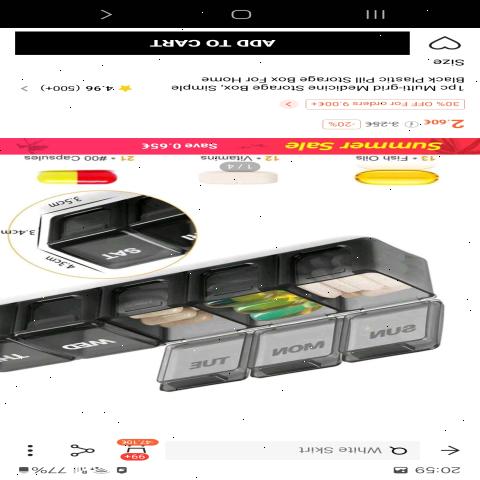 20:59
77%
White Skirt
99+
47.10€
SUN
MON
TUE
WED
SAT
4.3cm
3.4cm
3.5cm
13 • Fish Oils
12 • Vitamins
21 • #00 Capsules
1 / 4
Summer Sale
Save 0.65€
2.60€ 3.25€ -20%
30% OFF For orders 9.00€+
1pc Multi-grid Medicine Storage Box, Simple,
Black Plastic Pill Storage Box For Home
4.96 (500+)
Size
ADD TO CART